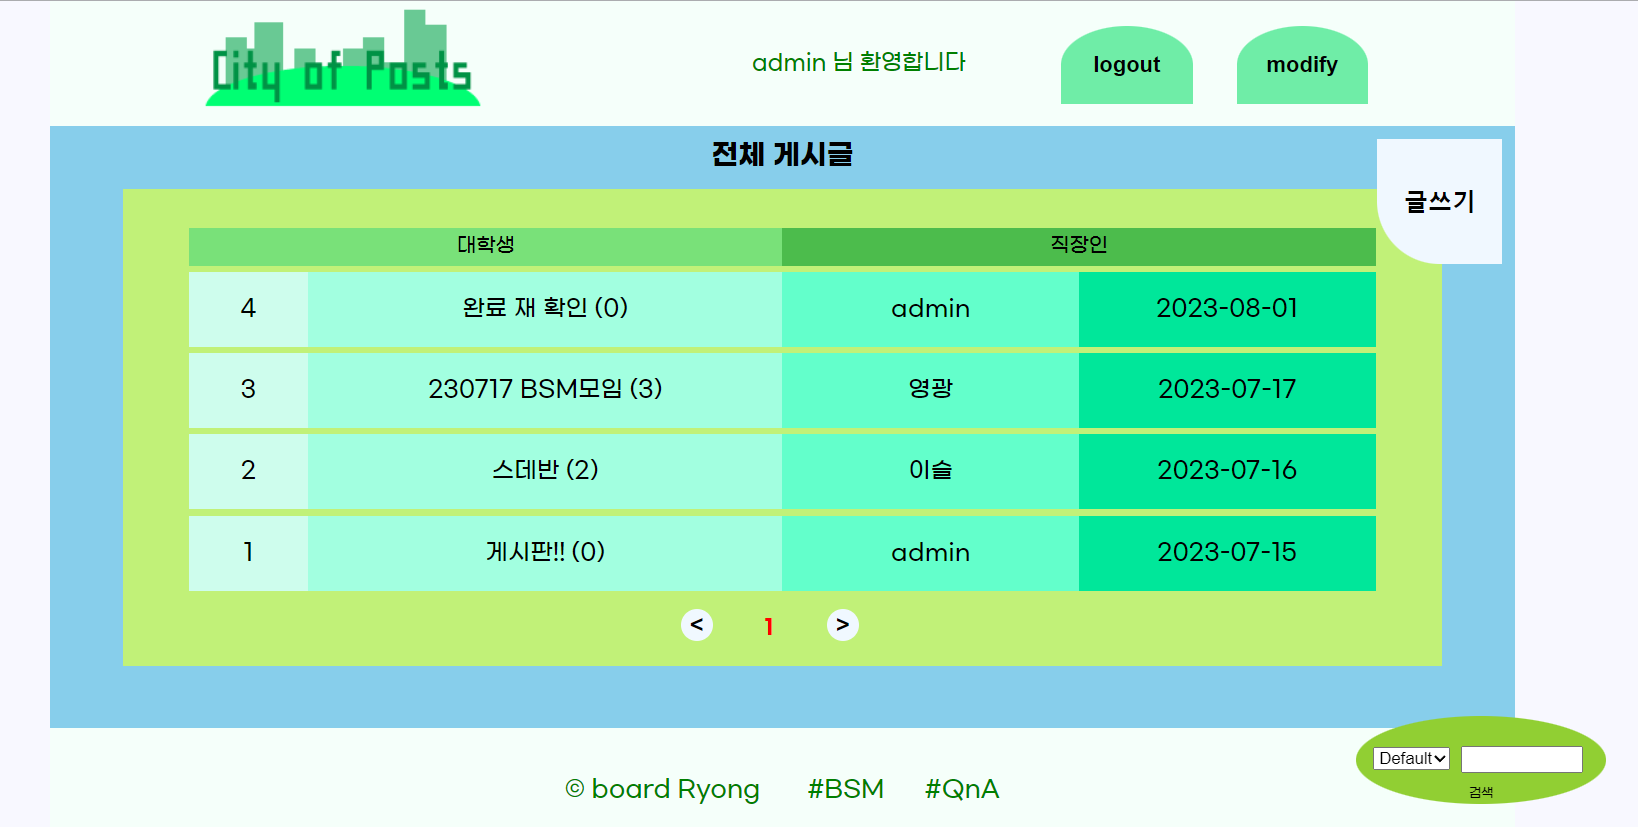 City of Posts
admin 님 환영합니다
logout
modify
전체 게시글
글쓰기
대학생 직장인
4 완료 재 확인 (0) admin 2023-08-01
3 230717 BSM모임 (3) 영광 2023-07-17
2 스데반 (2) 이슬 2023-07-16
1 게시판!! (0) admin 2023-07-15
< 1 >
Default
검색
© board Ryong #BSM #QnA